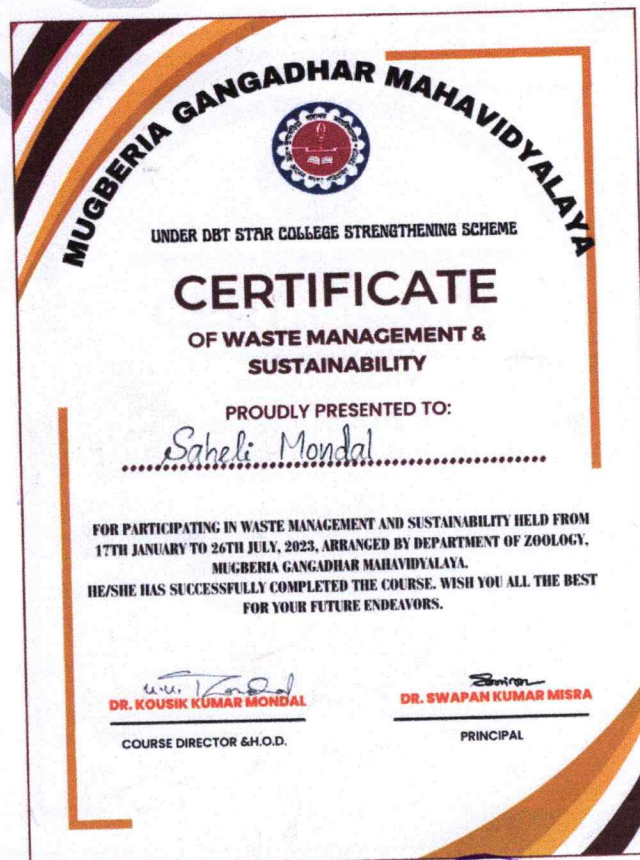 MUGBERIA GANGADHAR MAHAVIDYALAYA
UNDER DBT STAR COLLEGE STRENGTHENING SCHEME
CERTIFICATE
OF WASTE MANAGEMENT &
SUSTAINABILITY
PROUDLY PRESENTED TO:
Saheli Mondal
FOR PARTICIPATING IN WASTE MANAGEMENT AND SUSTAINABILITY HELD FROM
17TH JANUARY TO 26TH JULY, 2023, ARRANGED BY DEPARTMENT OF ZOOLOGY,
MUGBERIA GANGADHAR MAHAVIDYALAYA.
HE/SHE HAS SUCCESSFULLY COMPLETED THE COURSE. WISH YOU ALL THE BEST
FOR YOUR FUTURE ENDEAVORS.
DR. KOUSIK KUMAR MONDAL
COURSE DIRECTOR &H.O.D.
DR. SWAPAN KUMAR MISRA
PRINCIPAL